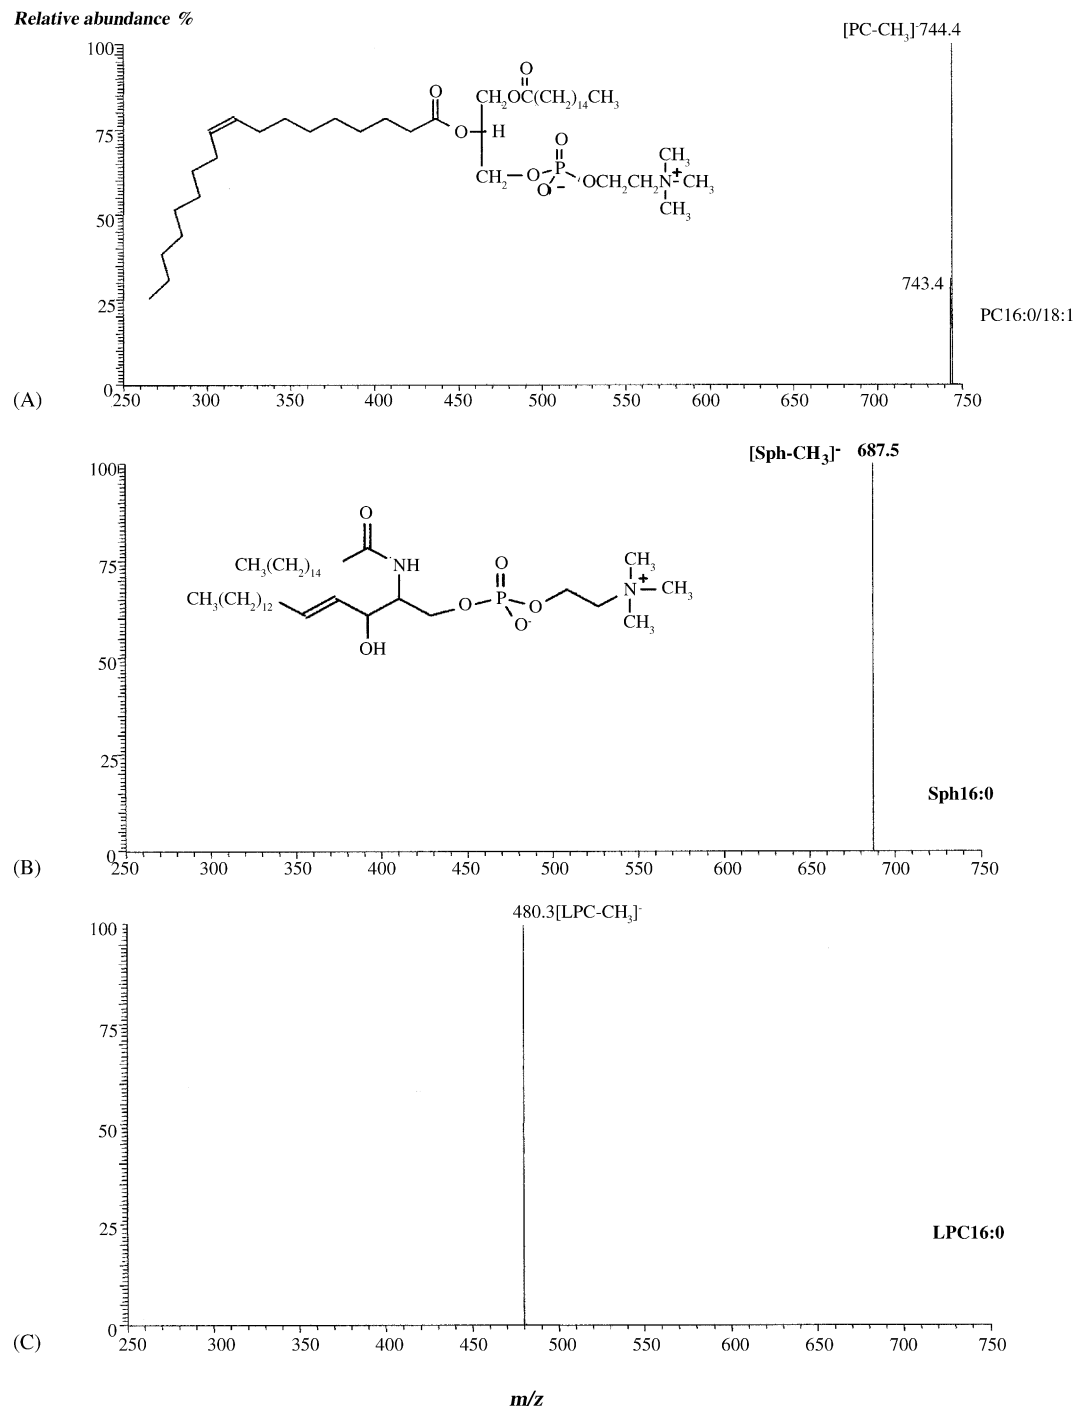 Relative abundance %
[PC-CH3]-744.4
100
O
O
CH2OC(CH2)14CH3
75
O
H
O
CH3
CH2
O
P
OCH2CH2N
+
CH3
O
−
CH3
50
743.4
25
PC16:0/18:1
0
(A)
250 300 350 400 450 500 550 600 650 700 750
[Sph-CH3]- 687.5
100
O
75
CH3(CH2)14
NH
O
CH3
+
CH3(CH2)12
O
P
O
N
CH3
O-
CH3
OH
50
25
Sph16:0
0
(B)
250 300 350 400 450 500 550 600 650 700 750
480.3[LPC-CH3]-
100
75
50
25
LPC16:0
0
(C)
250 300 350 400 450 500 550 600 650 700 750
m/z